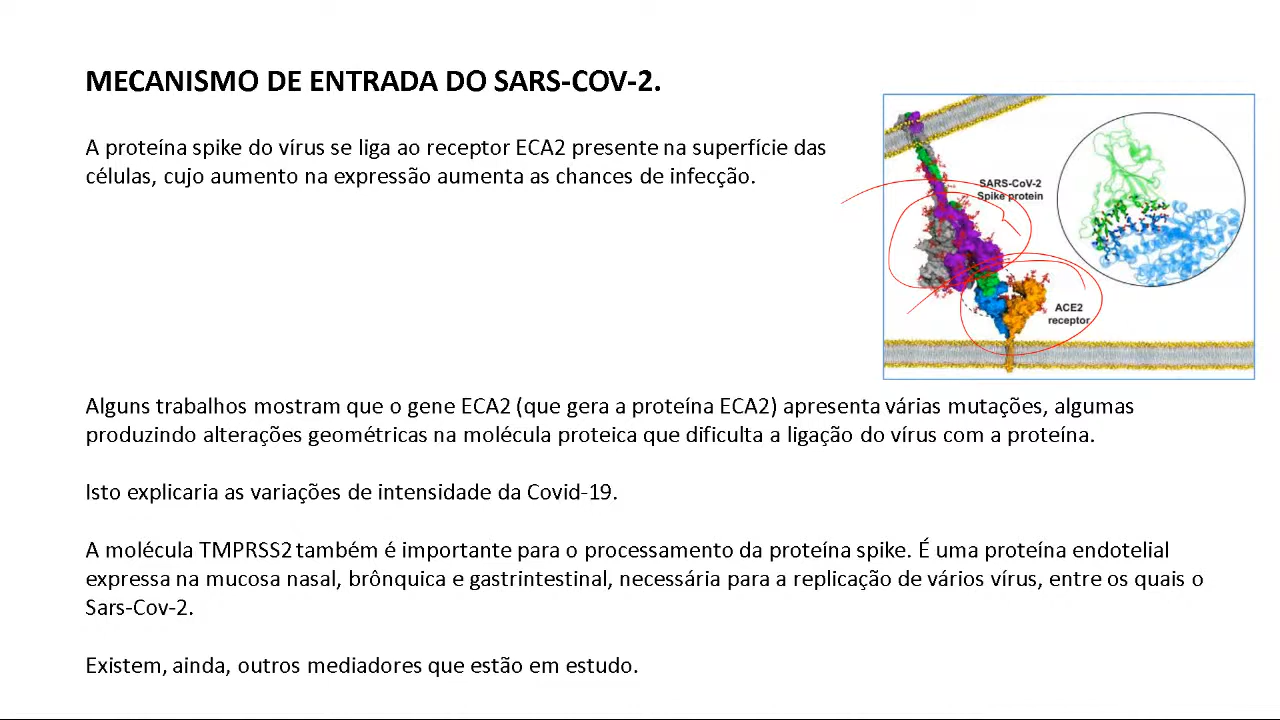 MECANISMO DE ENTRADA DO SARS-COV-2.
A proteína spike do vírus se liga ao receptor ECA2 presente na superfície das
células, cujo aumento na expressão aumenta as chances de infecção.
SARS-CoV-2
Spike protein
ACE2
receptor
Alguns trabalhos mostram que o gene ECA2 (que gera a proteína ECA2) apresenta várias mutações, algumas
produzindo alterações geométricas na molécula proteica que dificulta a ligação do vírus com a proteína.
Isto explicaria as variações de intensidade da Covid-19.
A molécula TMPRSS2 também é importante para o processamento da proteína spike. É uma proteína endotelial
expressa na mucosa nasal, brônquica e gastrintestinal, necessária para a replicação de vários vírus, entre os quais o
Sars-Cov-2.
Existem, ainda, outros mediadores que estão em estudo.